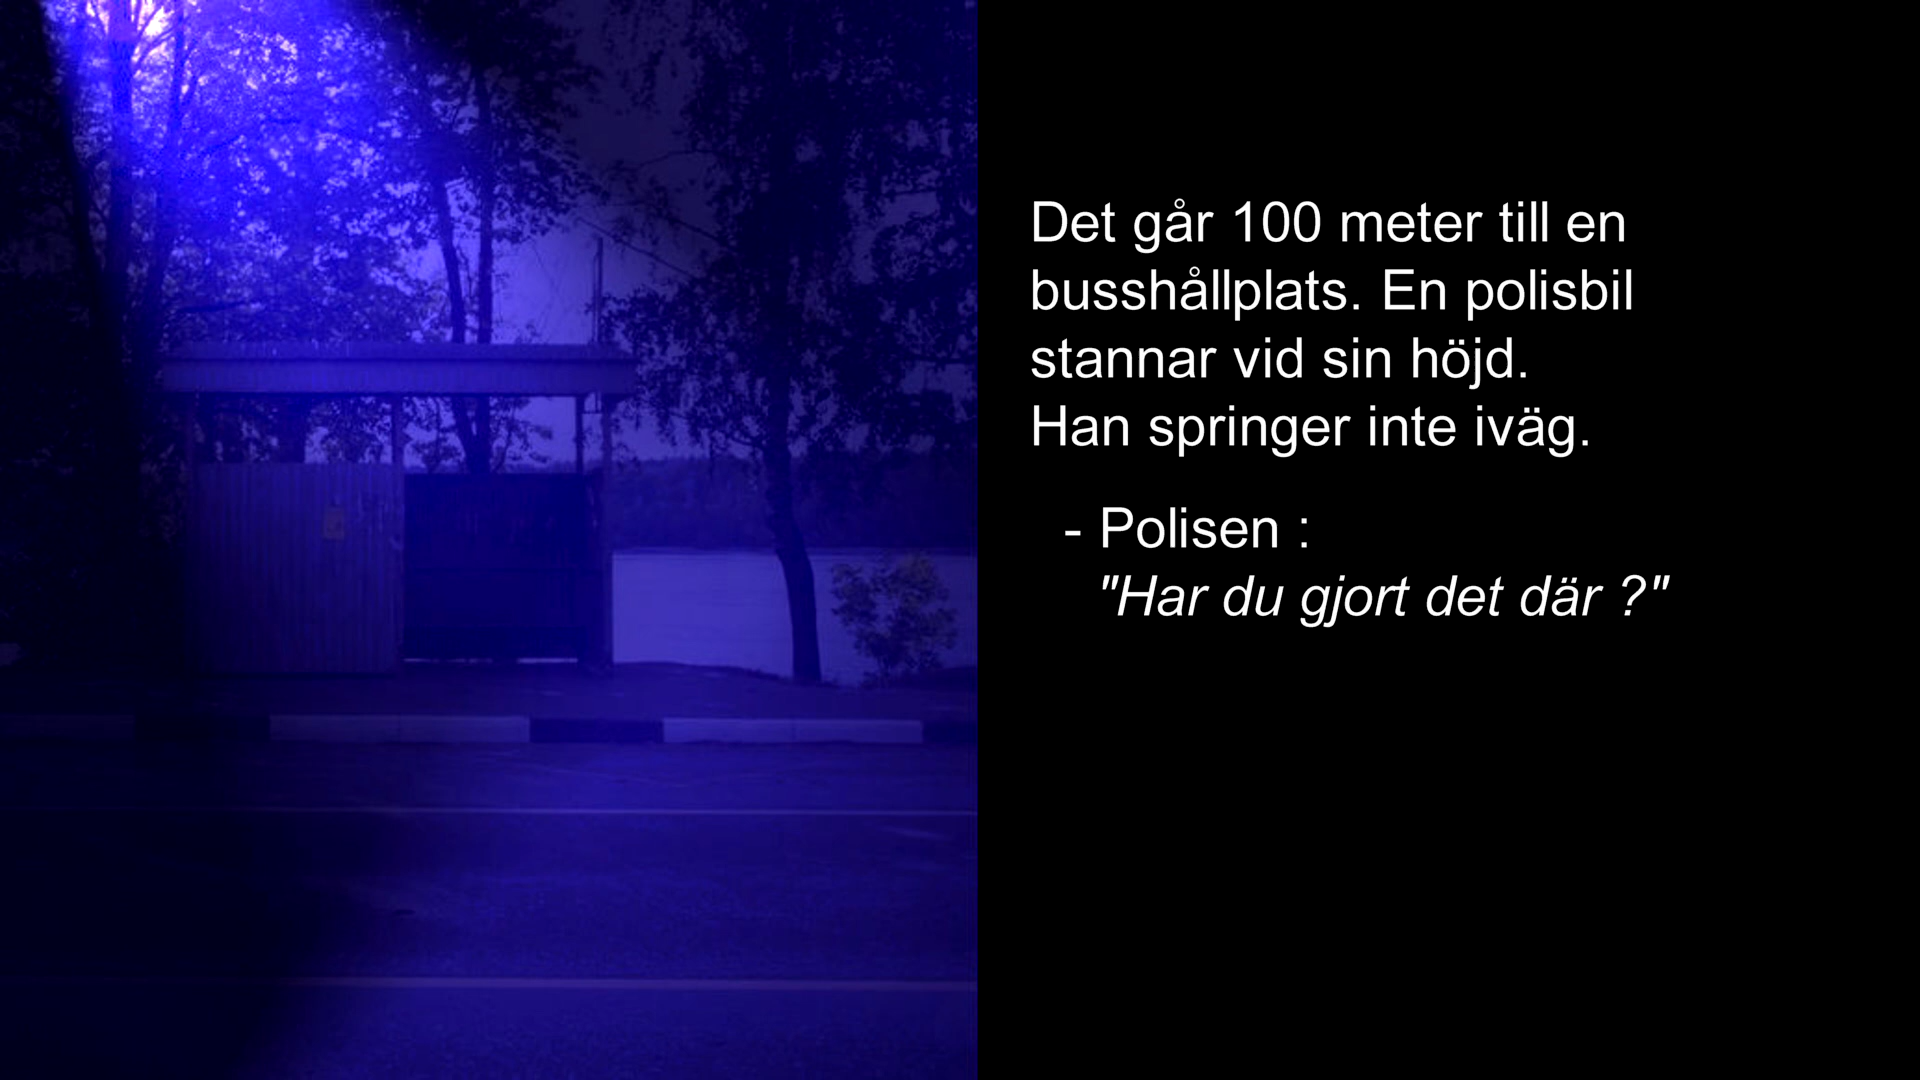 Det går 100 meter till en
busshållplats. En polisbil
stannar vid sin höjd.
Han springer inte iväg.
- Polisen :
"Har du gjort det där ?"